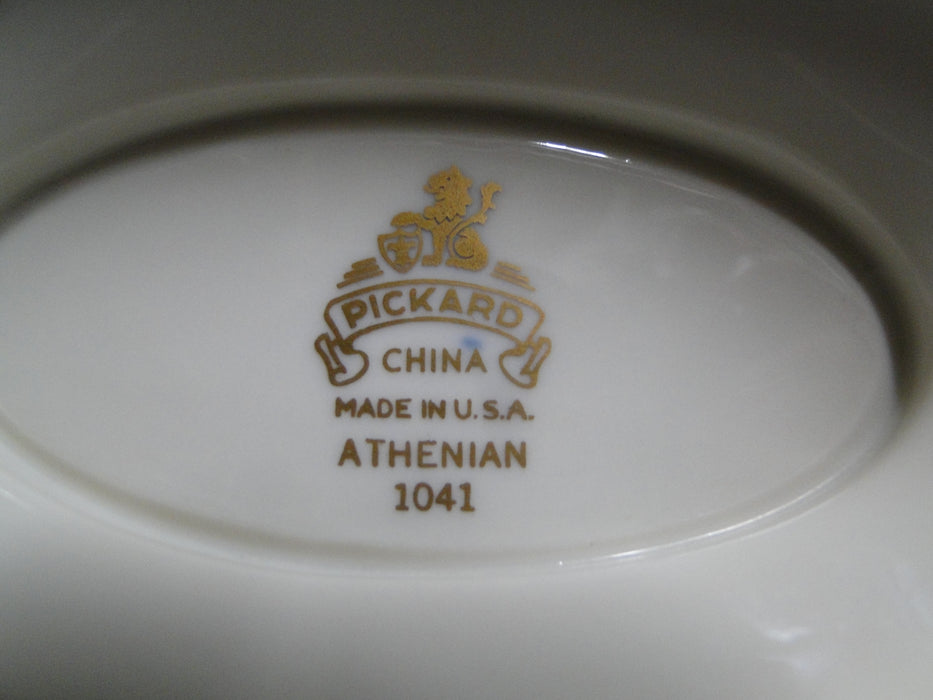 PICKARD
CHINA
MADE IN U.S.A.
ATHENIAN
1041